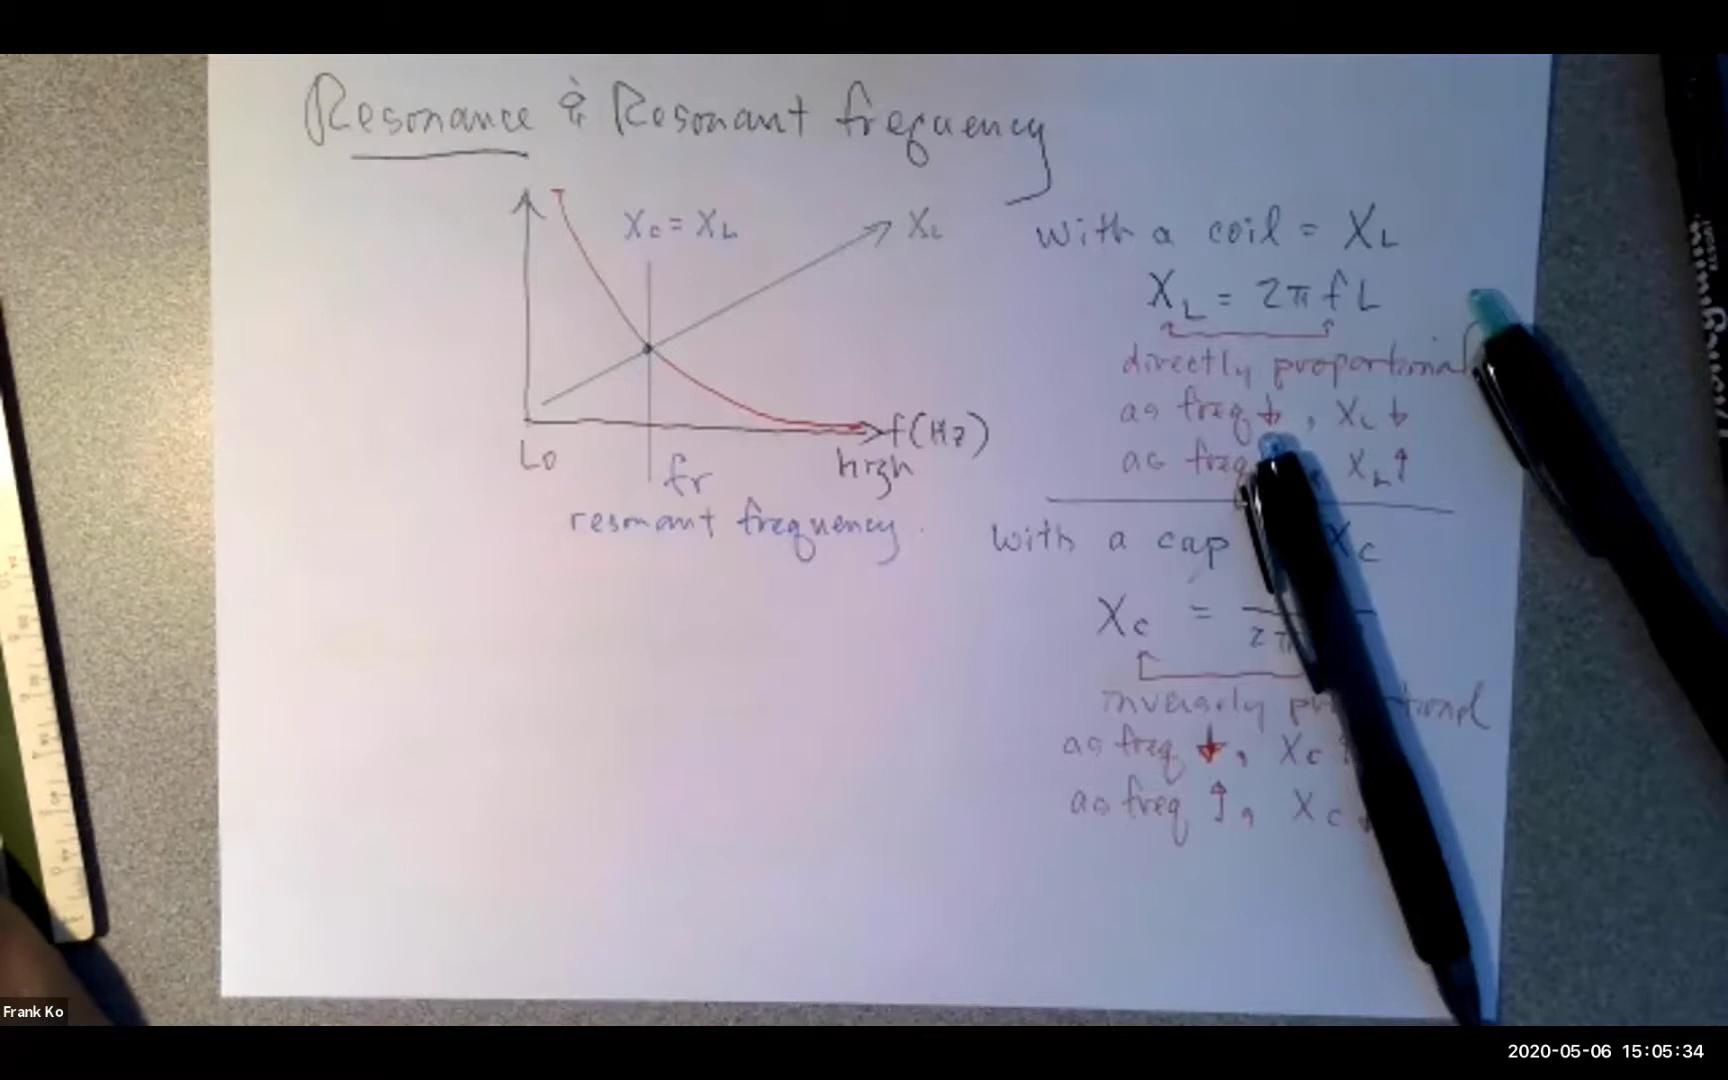 Resonance & Resonant frequency
Xc = XL
XL
f(Hz)
Lo
high
fr
resonant frequency.
with a coil = XL
XL = 2π f L
directly proportional
as freq ↓, XL ↓
as freq , XL ↑
with a cap Xc
Xc = 2π
inversely
as freq ↓, Xc ↑
as freq ↑, Xc ↓
Frank Ko
2020-05-06 15:05:34